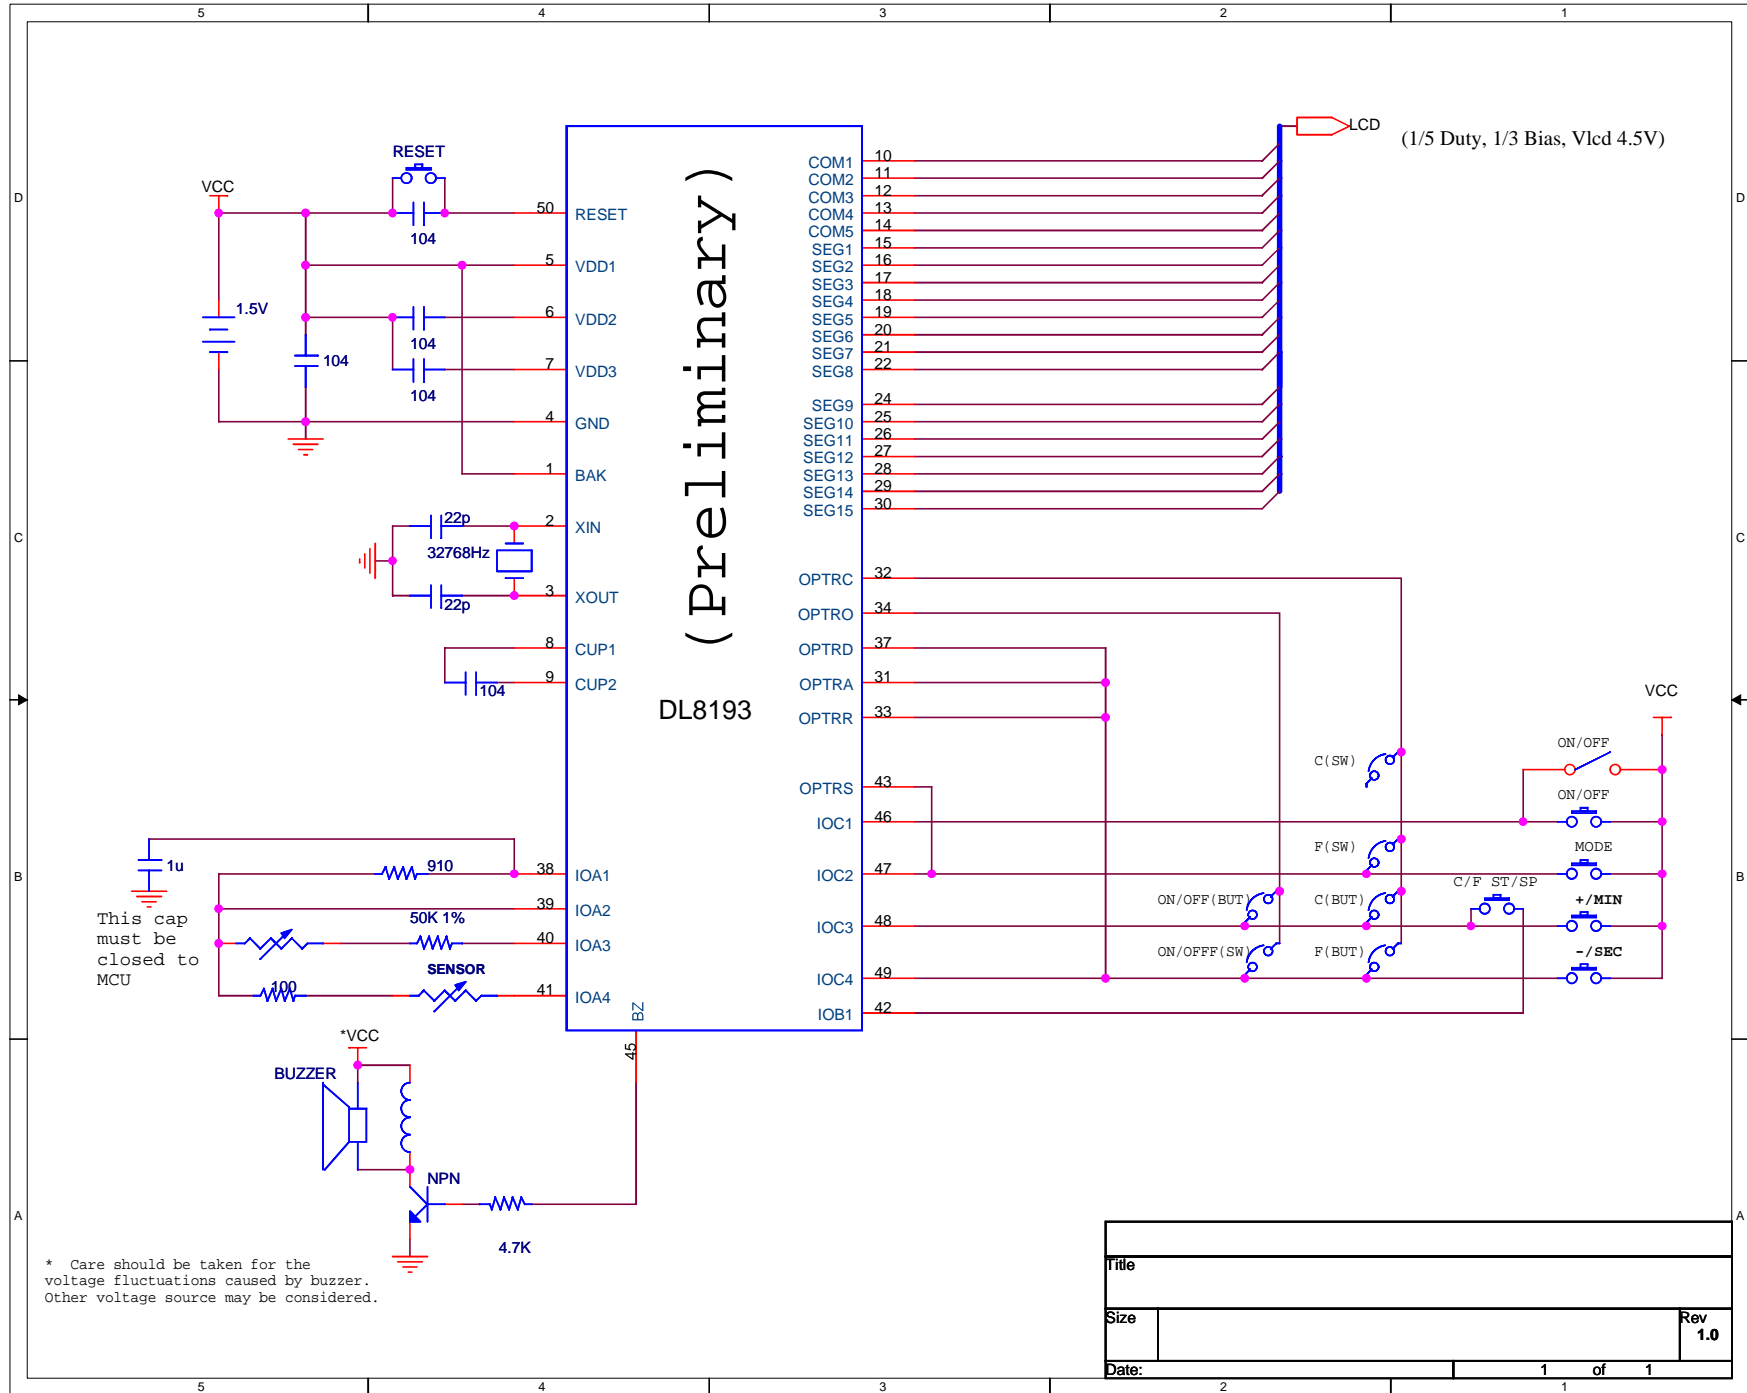 5 4 3 2 1
D
D
C
C
B
B
A
A
LCD
(1/5 Duty, 1/3 Bias, Vlcd 4.5V)
RESET
VCC
104
1.5V
104
104
104
50 RESET
5 VDD1
6 VDD2
7 VDD3
4 GND
1 BAK
2 XIN
3 XOUT
8 CUP1
9 CUP2
22p
32768Hz
22p
104
(Preliminary)
DL8193
COM1 10
COM2 11
COM3 12
COM4 13
COM5 14
SEG1 15
SEG2 16
SEG3 17
SEG4 18
SEG5 19
SEG6 20
SEG7 21
SEG8 22
SEG9 24
SEG10 25
SEG11 26
SEG12 27
SEG13 28
SEG14 29
SEG15 30
OPTRC 32
OPTRO 34
OPTRD 37
OPTRA 31
OPTRR 33
OPTRS 43
IOC1 46
IOC2 47
IOC3 48
IOC4 49
IOB1 42
VCC
C(SW)
ON/OFF
ON/OFF
F(SW)
MODE
C/F ST/SP
ON/OFF(BUT)
C(BUT)
+/MIN
ON/OFFF(SW)
F(BUT)
-/SEC
1u
910
38 IOA1
39 IOA2
50K 1%
40 IOA3
SENSOR
100
41 IOA4
This cap
must be
closed to
MCU
BZ
45
*VCC
BUZZER
NPN
4.7K
* Care should be taken for the
voltage fluctuations caused by buzzer.
Other voltage source may be considered.
Title
Size
Rev
1.0
Date:
1 of 1
5 4 3 2 1